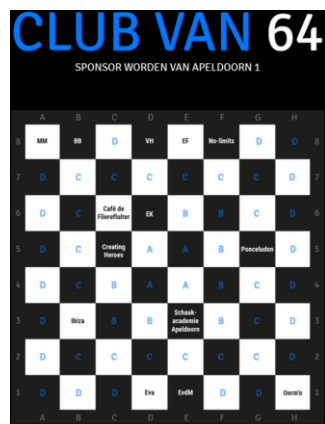 CLUB VAN 64
SPONSOR WORDEN VAN APELDOORN 1
A B C D E F G H
8 MM BB D VH EF No-limits D D 8
7 D C C C C C C D 7
6 D C Café de Flierefluiter EK B B C D 6
5 D C Creating Heroes A A B Ponceludon D 5
4 D C B A A B C D 4
3 D Ibiza B B Schaak-academie Apeldoorn B C D 3
2 D C C C C C C D 2
1 D D D Eva EvdM D D Germ'n 1
A B C D E F G H